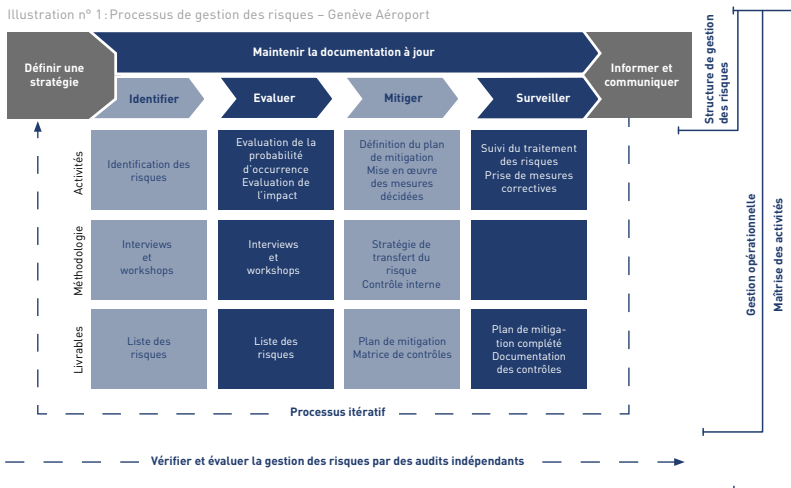 Illustration n° 1: Processus de gestion des risques – Genève Aéroport
Maintenir la documentation à jour
Définir une
stratégie
Informer et
communiquer
Identifier
Evaluer
Mitiger
Surveiller
Activités
Identification des
risques
Evaluation de la
probabilité
d'occurrence
Evaluation de
l'impact
Définition du plan
de mitigation
Mise en œuvre
des mesures
décidées
Suivi du traitement
des risques
Prise de mesures
correctives
Méthodologie
Interviews
et
workshops
Interviews
et
workshops
Stratégie de
transfert du
risque
Contrôle interne
Livrables
Liste des
risques
Liste des
risques
Plan de mitigation
Matrice de contrôles
Plan de mitiga-
tion complété
Documentation
des contrôles
Processus itératif
Vérifier et évaluer la gestion des risques par des audits indépendants
Structure de gestion
des risques
Gestion opérationnelle
Maîtrise des activités